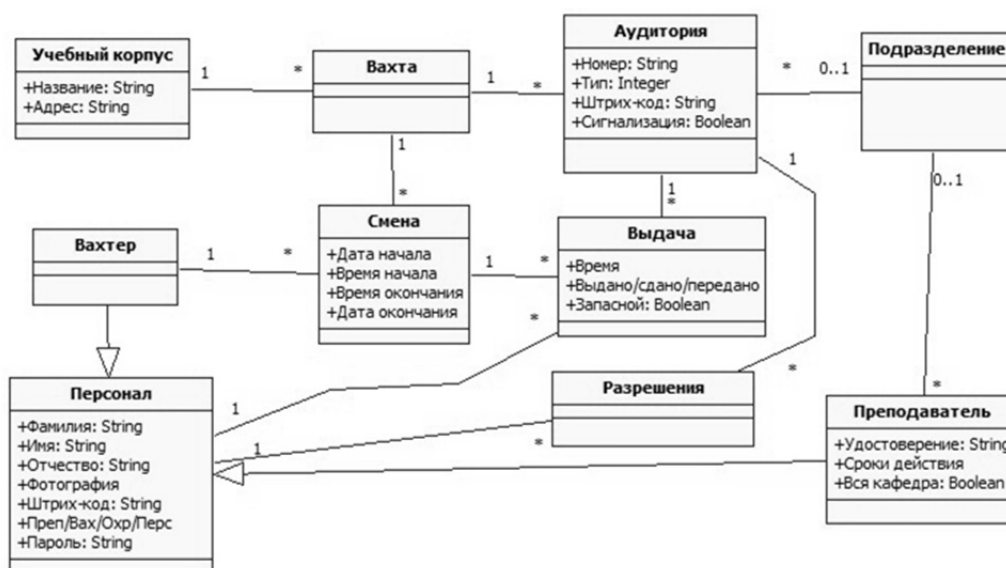 Учебный корпус
+Название: String
+Адрес: String
1
*
Вахта
1
*
Аудитория
+Номер: String
+Тип: Integer
+Штрих-код: String
+Сигнализация: Boolean
*
0..1
Подразделение
1
*
1
*
1
0..1
Вахтер
1
*
Смена
+Дата начала
+Время начала
+Время окончания
+Дата окончания
1
*
Выдача
+Время
+Выдано/сдано/передано
+Запасной: Boolean
*
*
*
Персонал
+Фамилия: String
+Имя: String
+Отчество: String
+Фотография
+Штрих-код: String
+Преп/Вах/Охр/Перс
+Пароль: String
1
1
*
Разрешения
Преподаватель
+Удостоверение: String
+Сроки действия
+Вся кафедра: Boolean